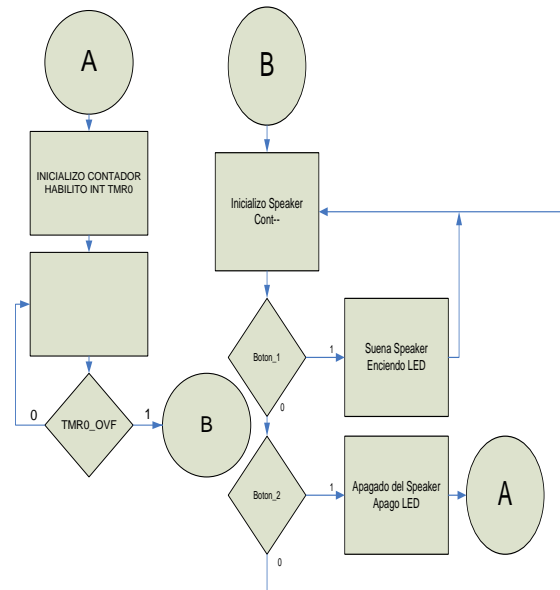 A
INICIALIZO CONTADOR
HABILITO INT TMR0
0
TMR0_OVF
1
B
B
Inicializo Speaker
Cont--
Boton_1
1
Suena Speaker
Enciendo LED
0
Boton_2
1
Apagado del Speaker
Apago LED
A
0